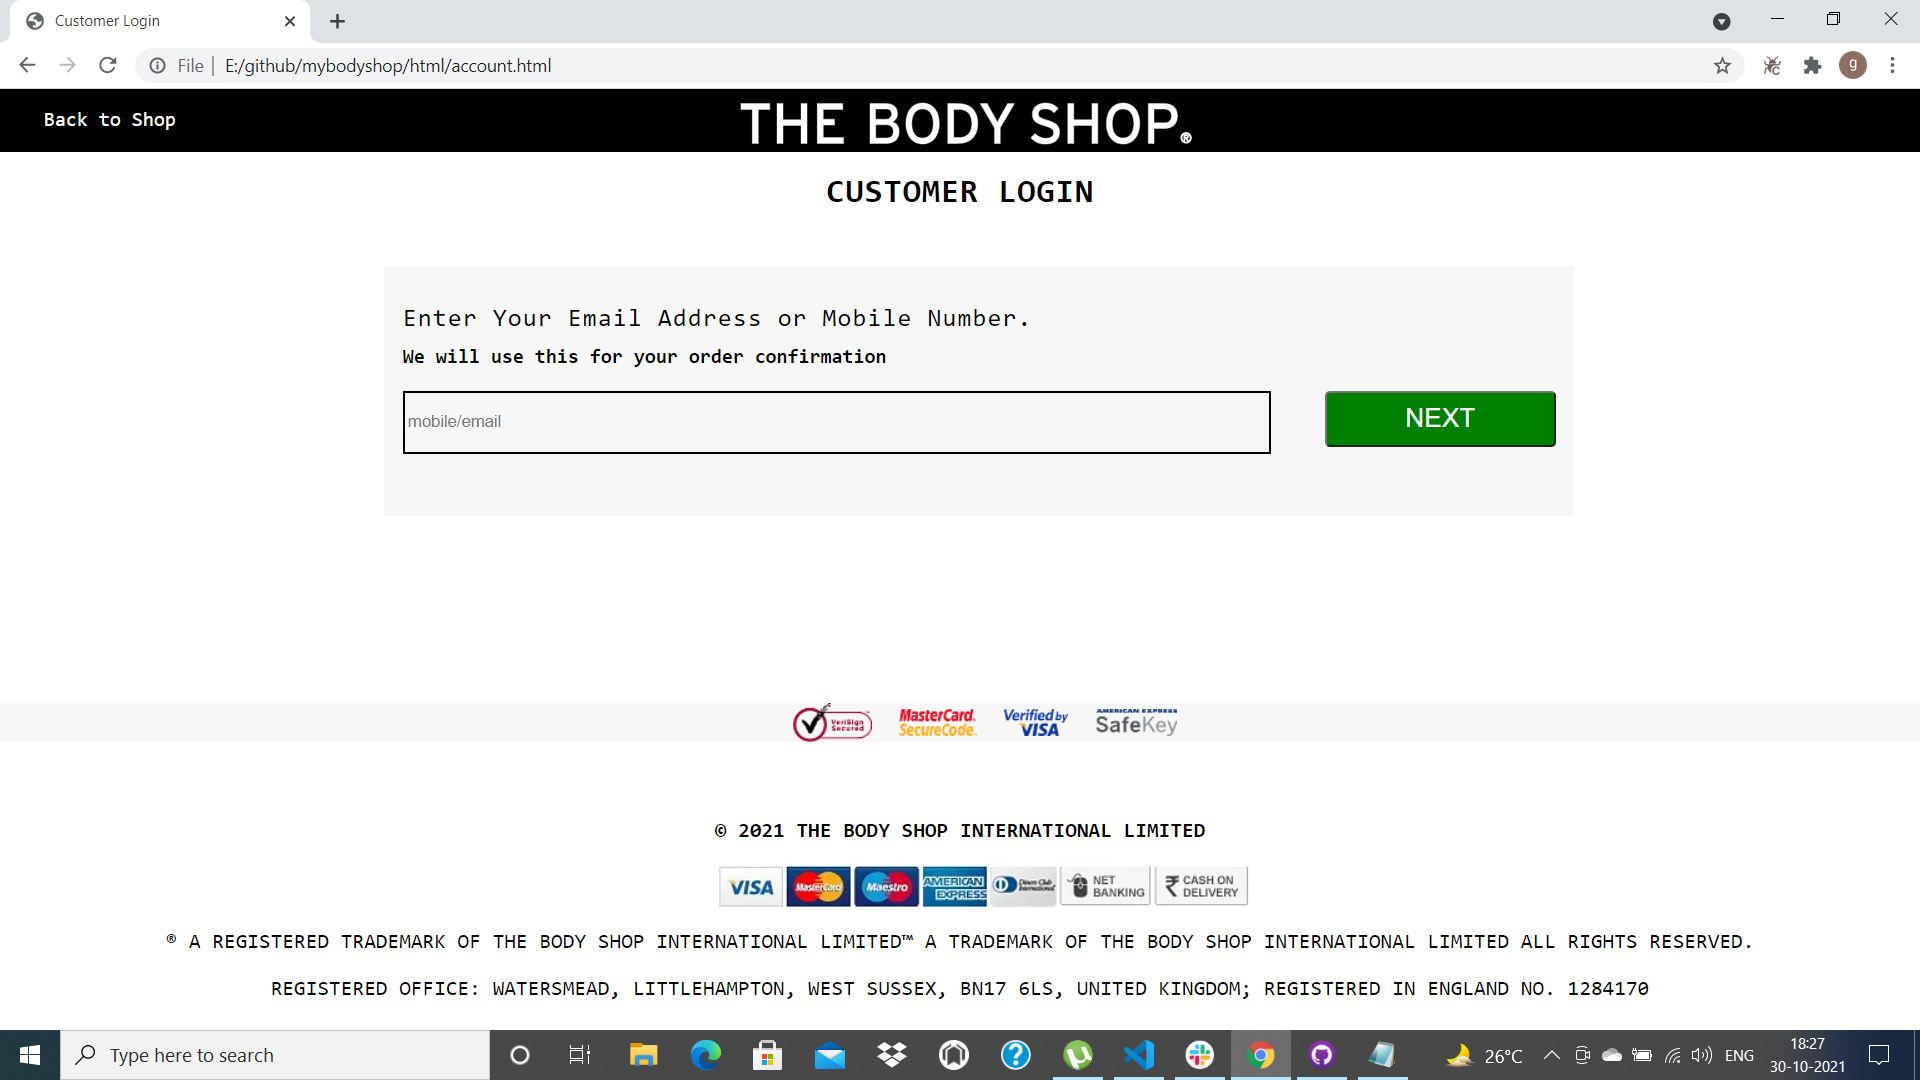 Customer Login
File | E:/github/mybodyshop/html/account.html
g
Back to Shop
THE BODY SHOP®
CUSTOMER LOGIN
Enter Your Email Address or Mobile Number.
We will use this for your order confirmation
mobile/email
NEXT
VeriSign Secured
MasterCard. SecureCode.
Verified by VISA
AMERICAN EXPRESS SafeKey
© 2021 THE BODY SHOP INTERNATIONAL LIMITED
VISA MasterCard Maestro AMERICAN EXPRESS Diners Club International NET BANKING ₹ CASH ON DELIVERY
® A REGISTERED TRADEMARK OF THE BODY SHOP INTERNATIONAL LIMITED™ A TRADEMARK OF THE BODY SHOP INTERNATIONAL LIMITED ALL RIGHTS RESERVED.
REGISTERED OFFICE: WATERSMEAD, LITTLEHAMPTON, WEST SUSSEX, BN17 6LS, UNITED KINGDOM; REGISTERED IN ENGLAND NO. 1284170
Type here to search
26°C
ENG
18:27
30-10-2021